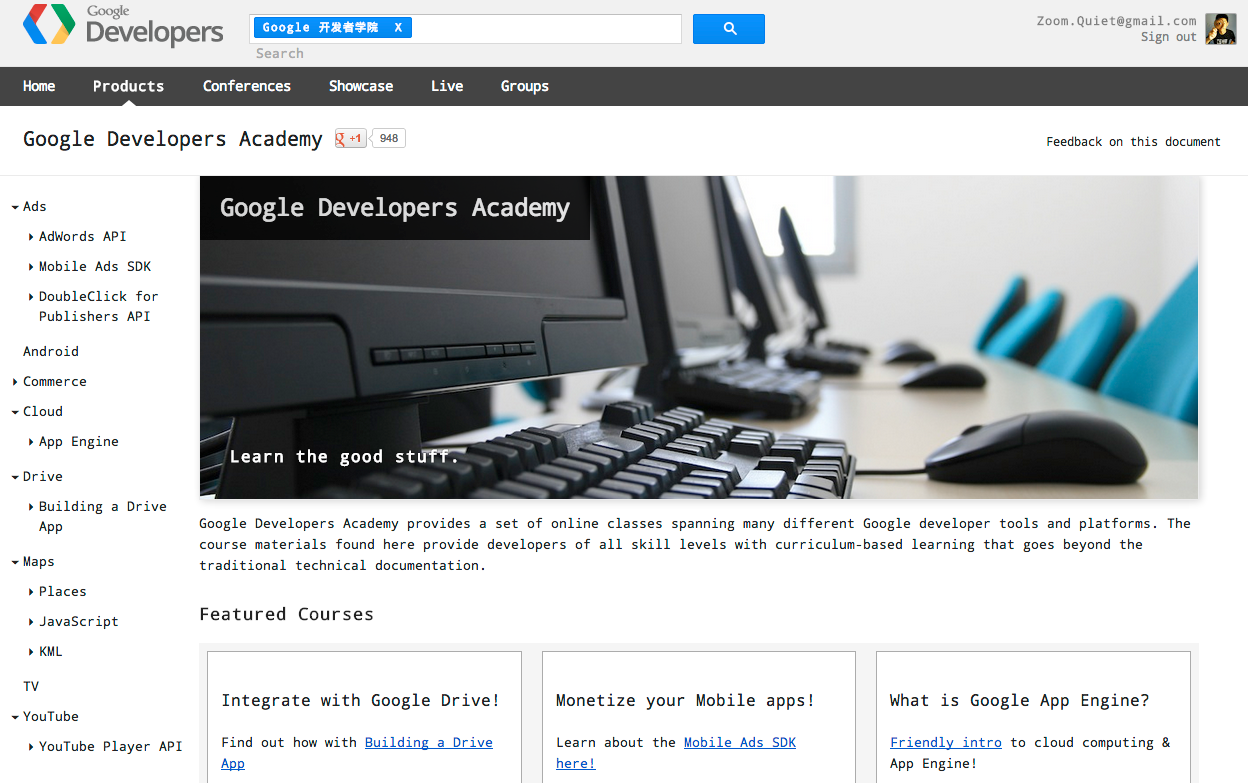 Google
Developers
Google 开发者学院 X
Search
Zoom.Quiet@gmail.com
Sign out
Home
Products
Conferences
Showcase
Live
Groups
Google Developers Academy
+1
948
Feedback on this document
Ads
AdWords API
Mobile Ads SDK
DoubleClick for
Publishers API
Android
Commerce
Cloud
App Engine
Drive
Building a Drive
App
Maps
Places
JavaScript
KML
TV
YouTube
YouTube Player API
Google Developers Academy
Learn the good stuff.
Google Developers Academy provides a set of online classes spanning many different Google developer tools and platforms. The
course materials found here provide developers of all skill levels with curriculum-based learning that goes beyond the
traditional technical documentation.
Featured Courses
Integrate with Google Drive!
Find out how with Building a Drive
App
Monetize your Mobile apps!
Learn about the Mobile Ads SDK
here!
What is Google App Engine?
Friendly intro to cloud computing &
App Engine!